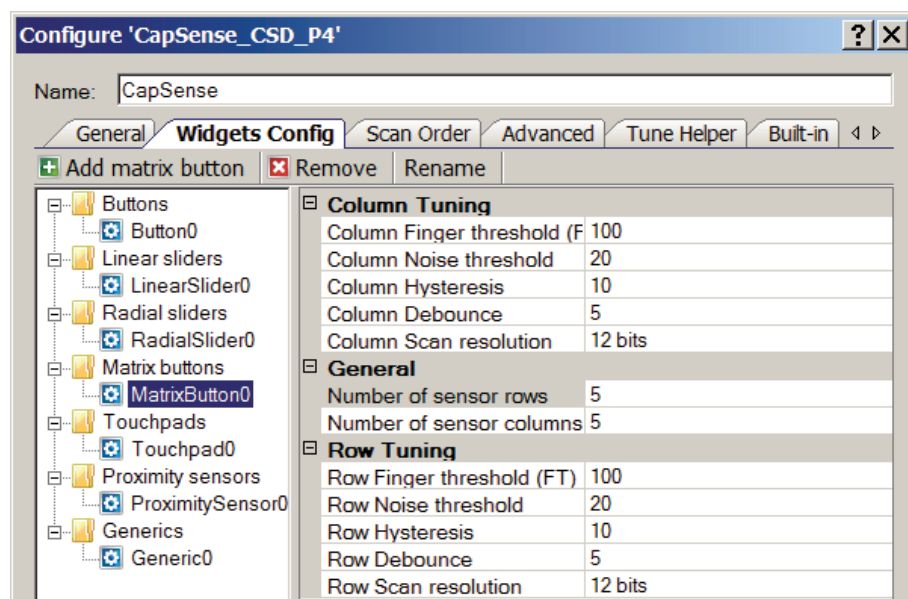 Configure 'CapSense_CSD_P4'
Name: CapSense
General Widgets Config Scan Order Advanced Tune Helper Built-in
Add matrix button Remove Rename
Buttons
Button0
Linear sliders
LinearSlider0
Radial sliders
RadialSlider0
Matrix buttons
MatrixButton0
Touchpads
Touchpad0
Proximity sensors
ProximitySensor0
Generics
Generic0
Column Tuning
Column Finger threshold (F 100
Column Noise threshold 20
Column Hysteresis 10
Column Debounce 5
Column Scan resolution 12 bits
General
Number of sensor rows 5
Number of sensor columns 5
Row Tuning
Row Finger threshold (FT) 100
Row Noise threshold 20
Row Hysteresis 10
Row Debounce 5
Row Scan resolution 12 bits